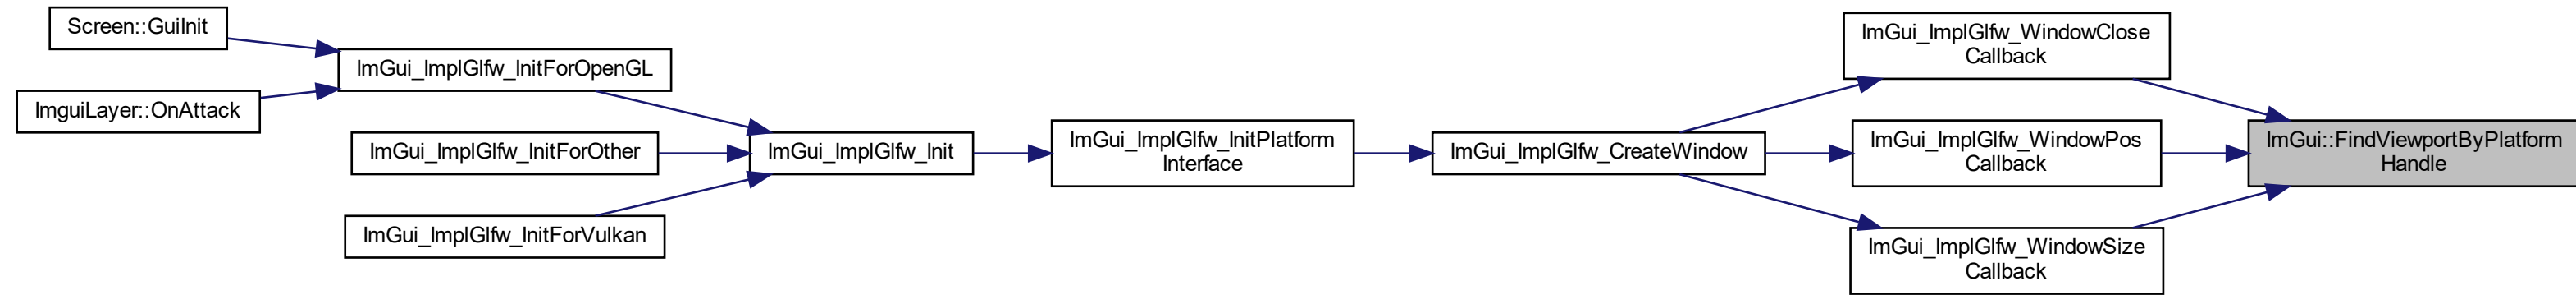 Screen::GuiInit
ImguiLayer::OnAttack
ImGui_ImplGlfw_InitForOpenGL
ImGui_ImplGlfw_InitForOther
ImGui_ImplGlfw_InitForVulkan
ImGui_ImplGlfw_Init
ImGui_ImplGlfw_InitPlatform
Interface
ImGui_ImplGlfw_CreateWindow
ImGui_ImplGlfw_WindowClose
Callback
ImGui_ImplGlfw_WindowPos
Callback
ImGui_ImplGlfw_WindowSize
Callback
ImGui::FindViewportByPlatform
Handle